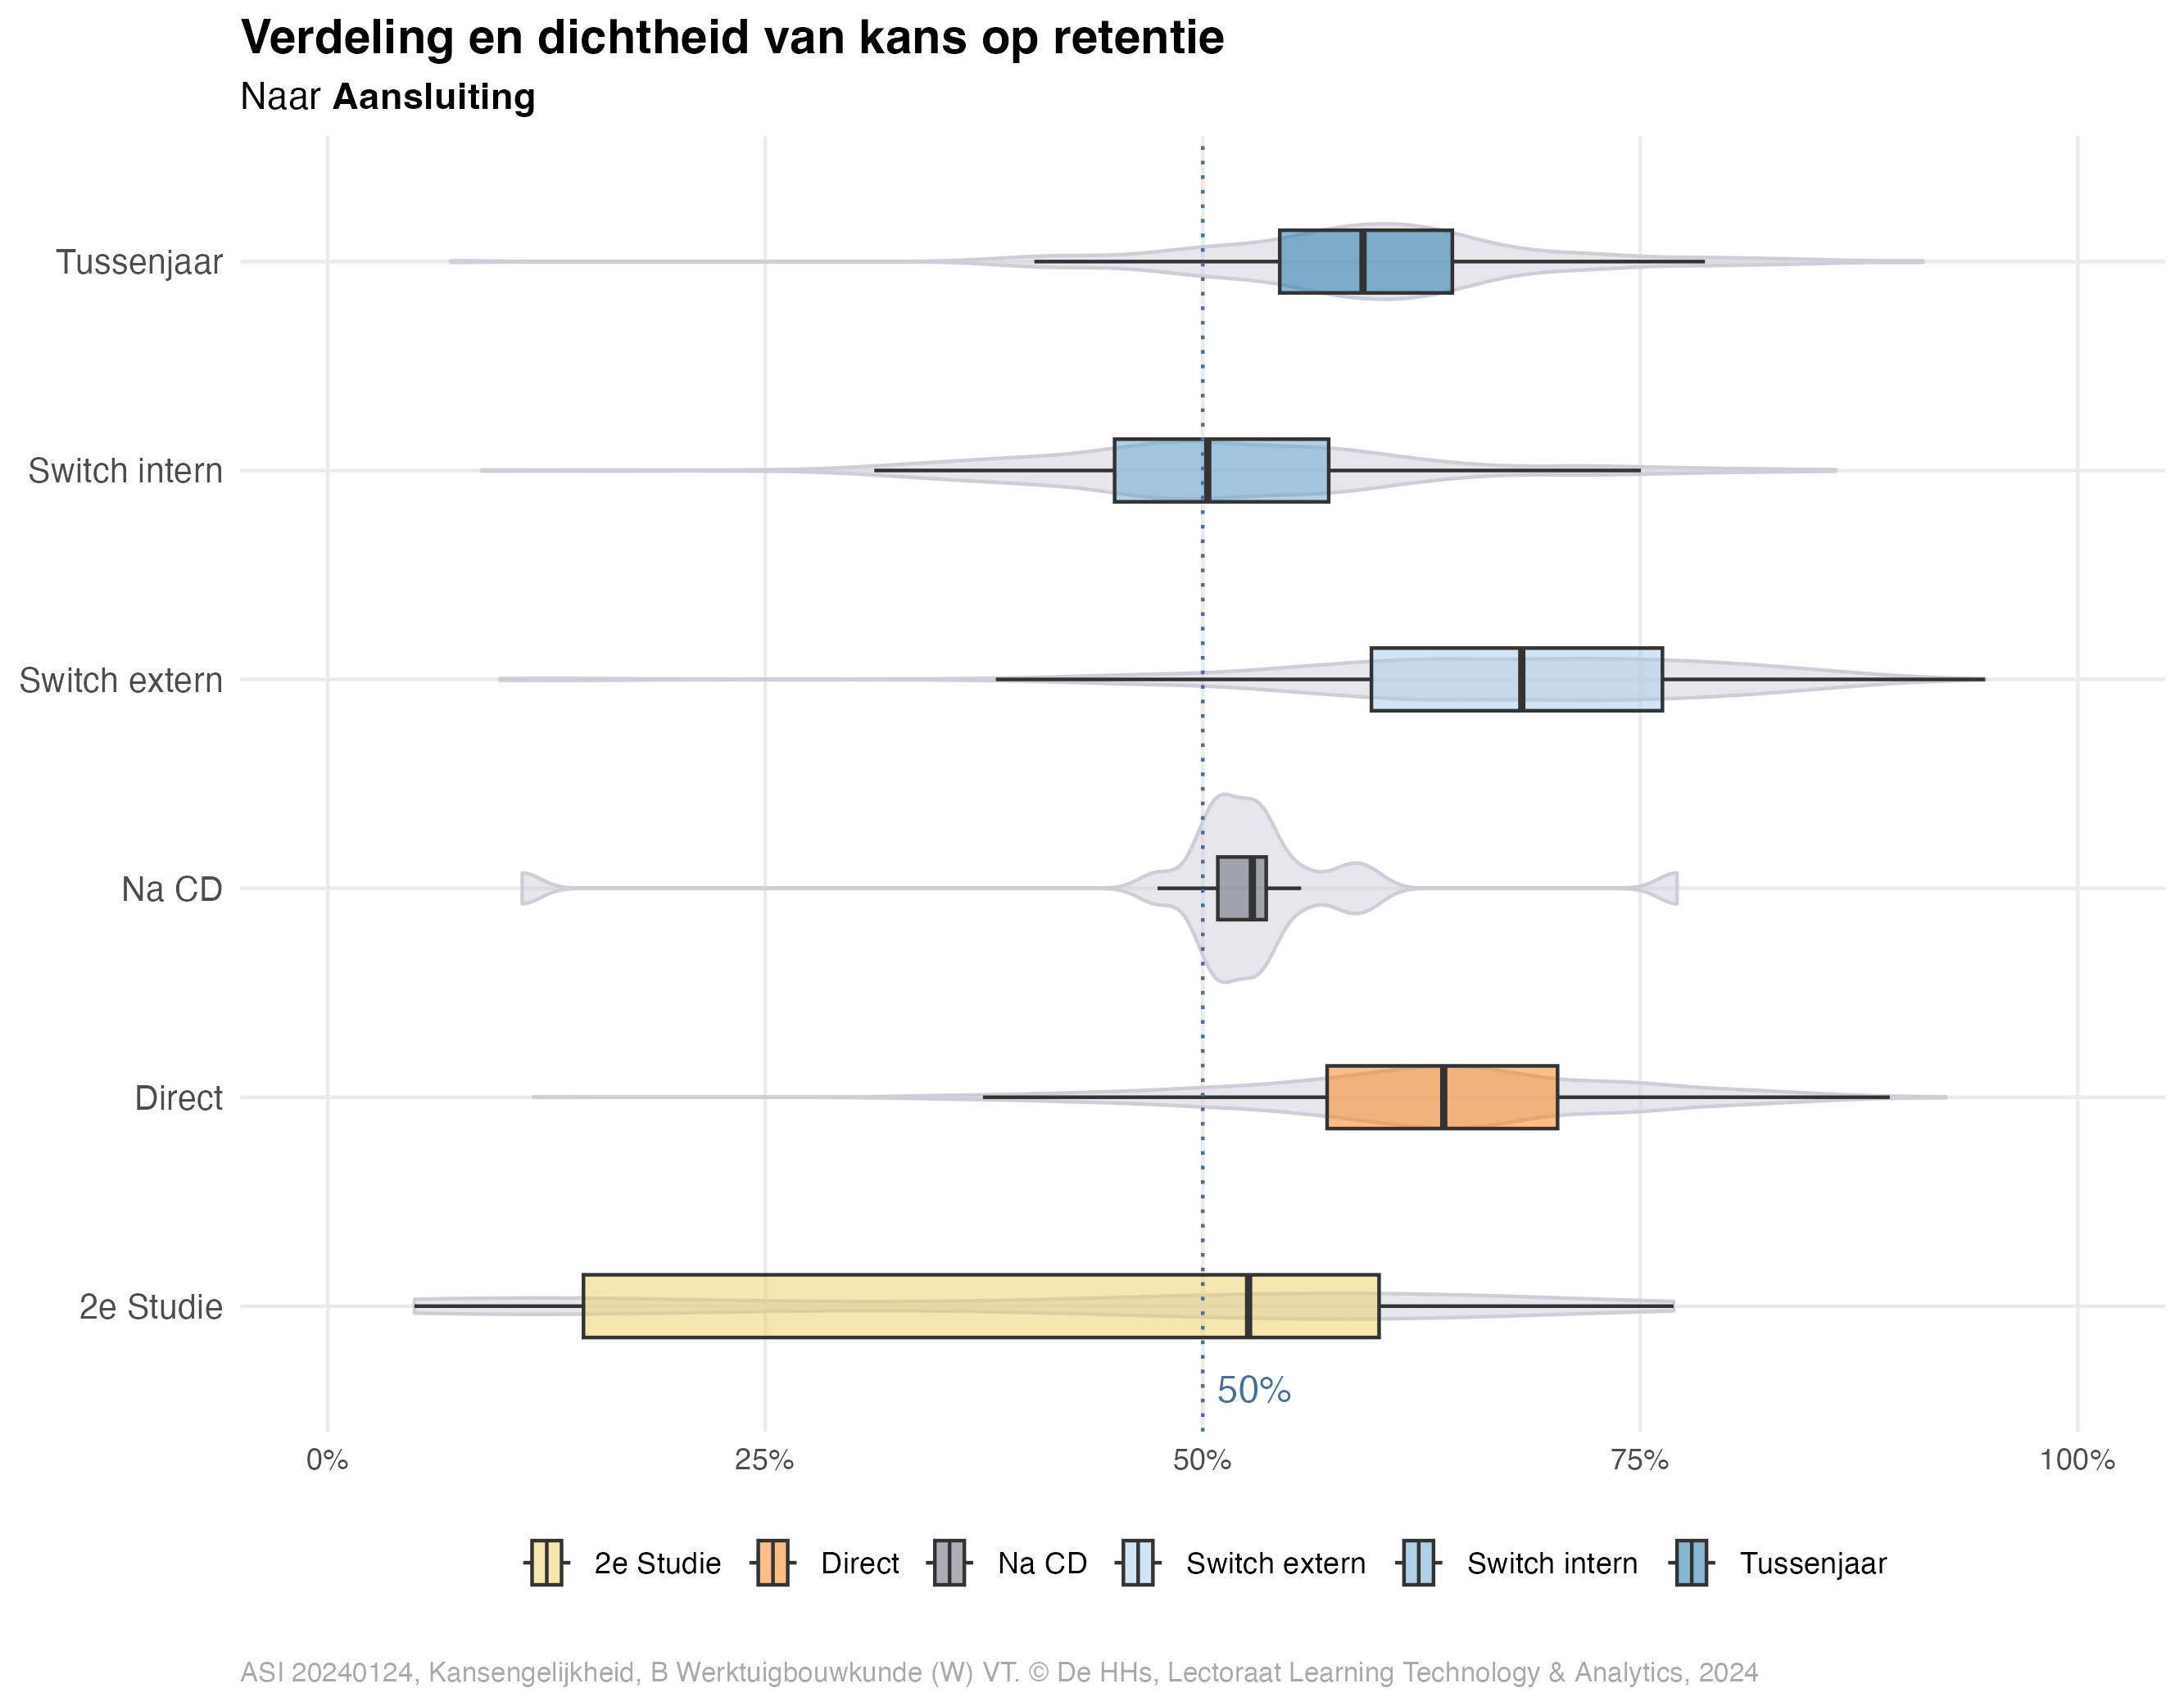 Verdeling en dichtheid van kans op retentie
Naar Aansluiting
Tussenjaar
Switch intern
Switch extern
Na CD
Direct
2e Studie
50%
0% 25% 50% 75% 100%
2e Studie Direct Na CD Switch extern Switch intern Tussenjaar
ASI 20240124, Kansengelijkheid, B Werktuigbouwkunde (W) VT. © De HHs, Lectoraat Learning Technology & Analytics, 2024